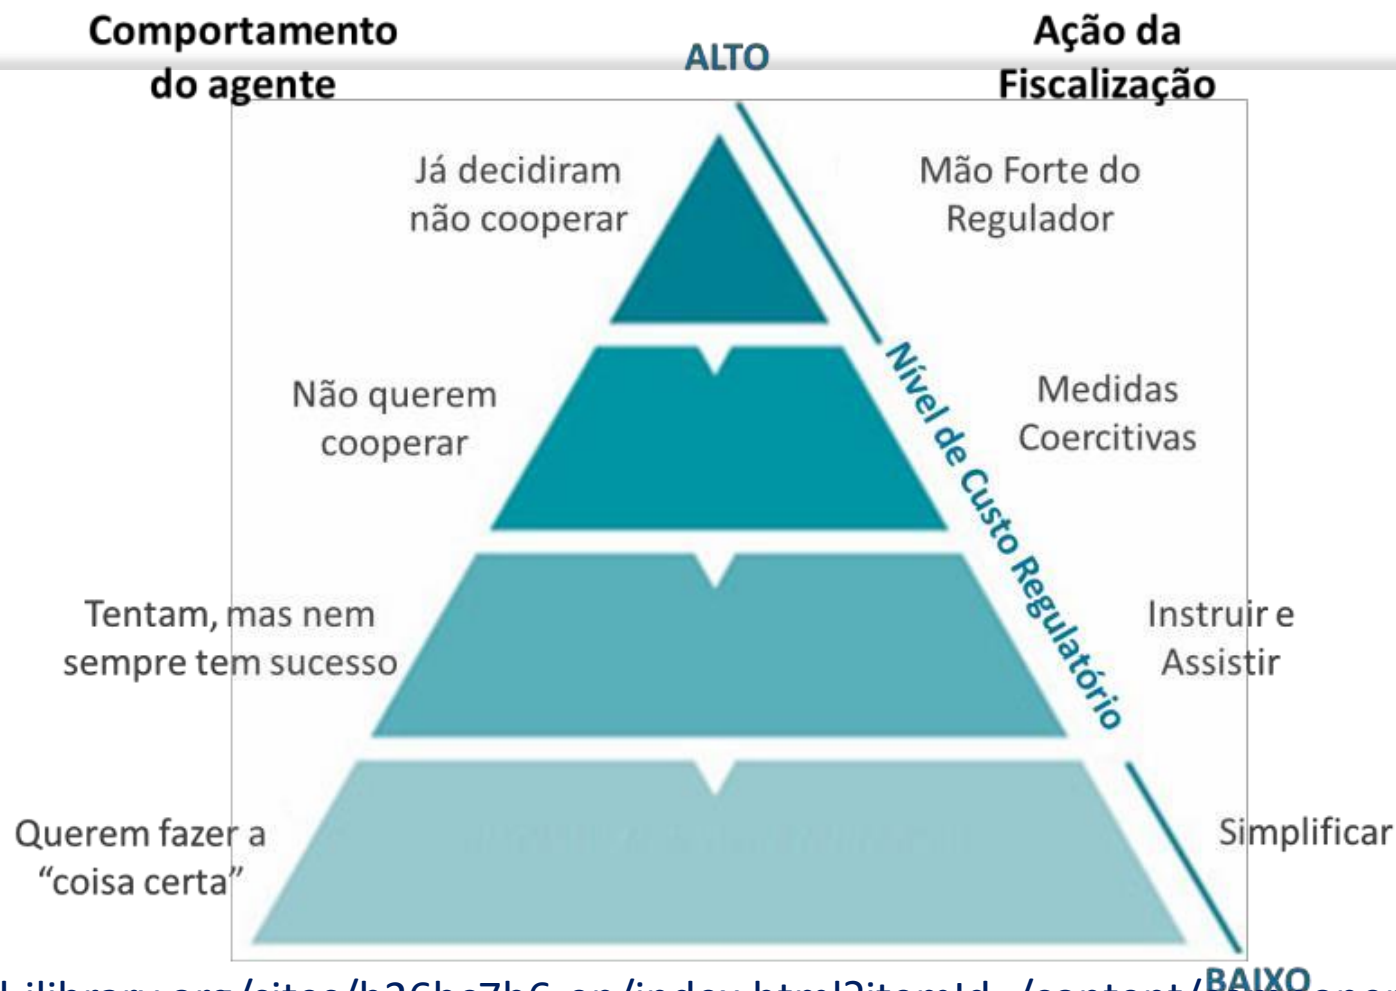 Comportamento
do agente
ALTO
Ação da
Fiscalização
Já decidiram
não cooperar
Mão Forte do
Regulador
Não querem
cooperar
Medidas
Coercitivas
Nível de Custo Regulatório
Tentam, mas nem
sempre tem sucesso
Instruir e
Assistir
Querem fazer a
“coisa certa”
Simplificar
BAIXO